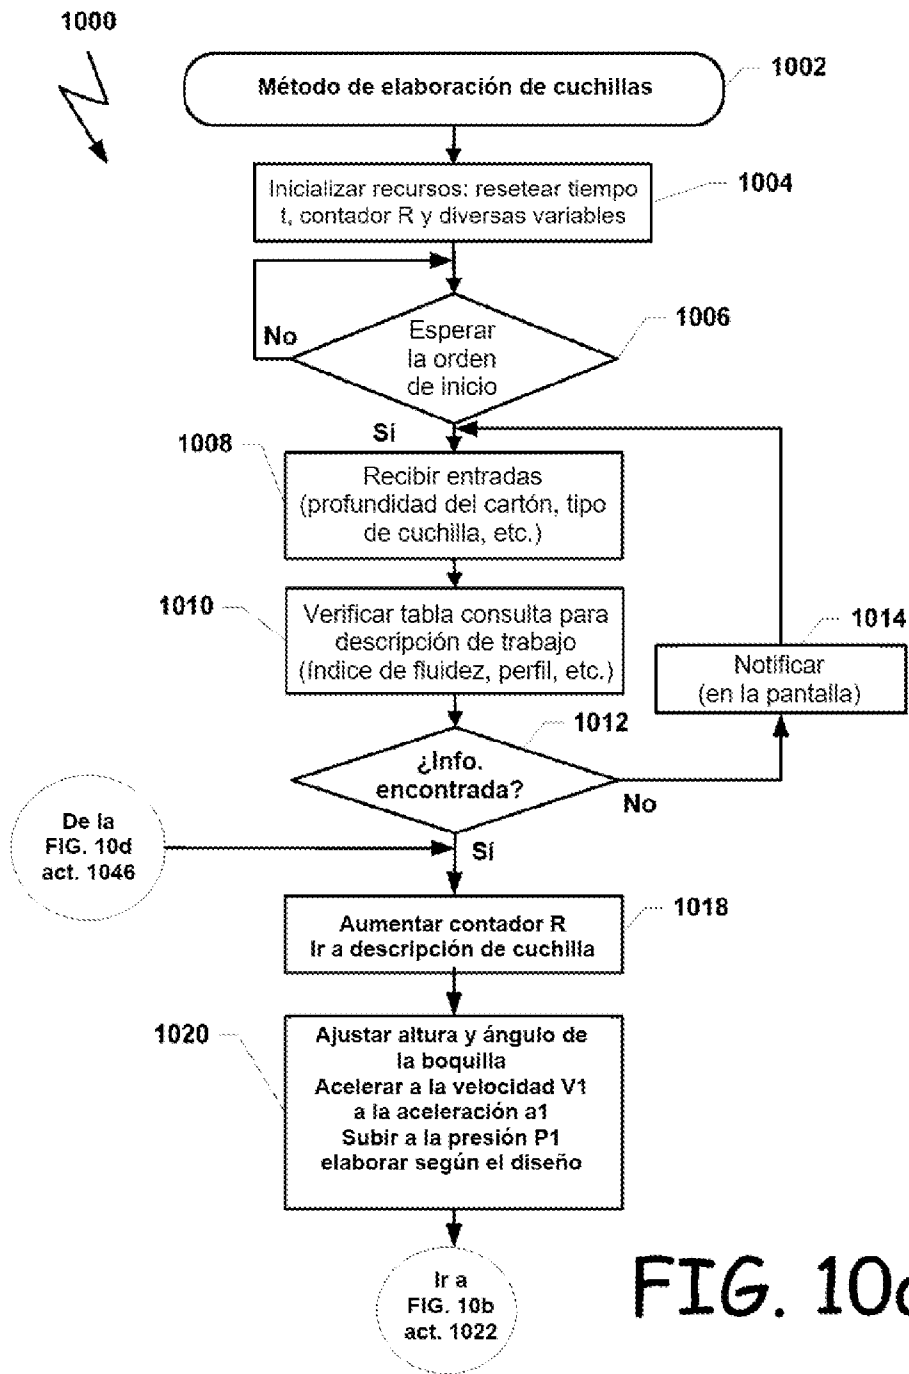 1000
Método de elaboración de cuchillas
1002
Inicializar recursos: resetear tiempo
t, contador R y diversas variables
1004
No
Esperar
la orden
de inicio
1006
Sí
1008
Recibir entradas
(profundidad del cartón, tipo
de cuchilla, etc.)
1010
Verificar tabla consulta para
descripción de trabajo
(índice de fluidez, perfil, etc.)
1014
Notificar
(en la pantalla)
1012
¿Info.
encontrada?
No
De la
FIG. 10d
act. 1046
Sí
Aumentar contador R
Ir a descripción de cuchilla
1018
1020
Ajustar altura y ángulo de
la boquilla
Acelerar a la velocidad V1
a la aceleración a1
Subir a la presión P1
elaborar según el diseño
Ir a
FIG. 10b
act. 1022
FIG. 10a